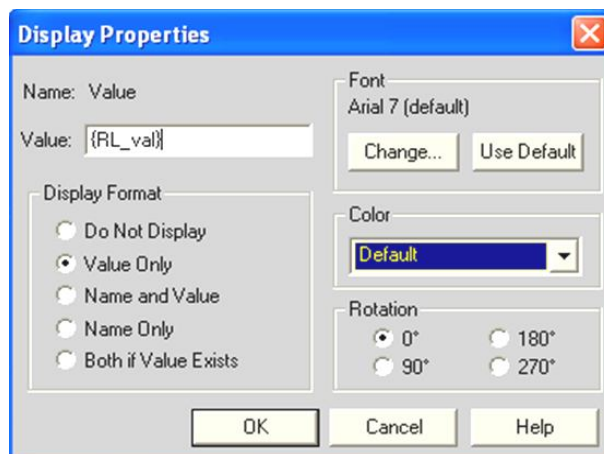 Display Properties
Name: Value
Value: {RL_val}
Display Format
Do Not Display
Value Only
Name and Value
Name Only
Both if Value Exists
Font
Arial 7 (default)
Change...
Use Default
Color
Default
Rotation
0°
180°
90°
270°
OK
Cancel
Help